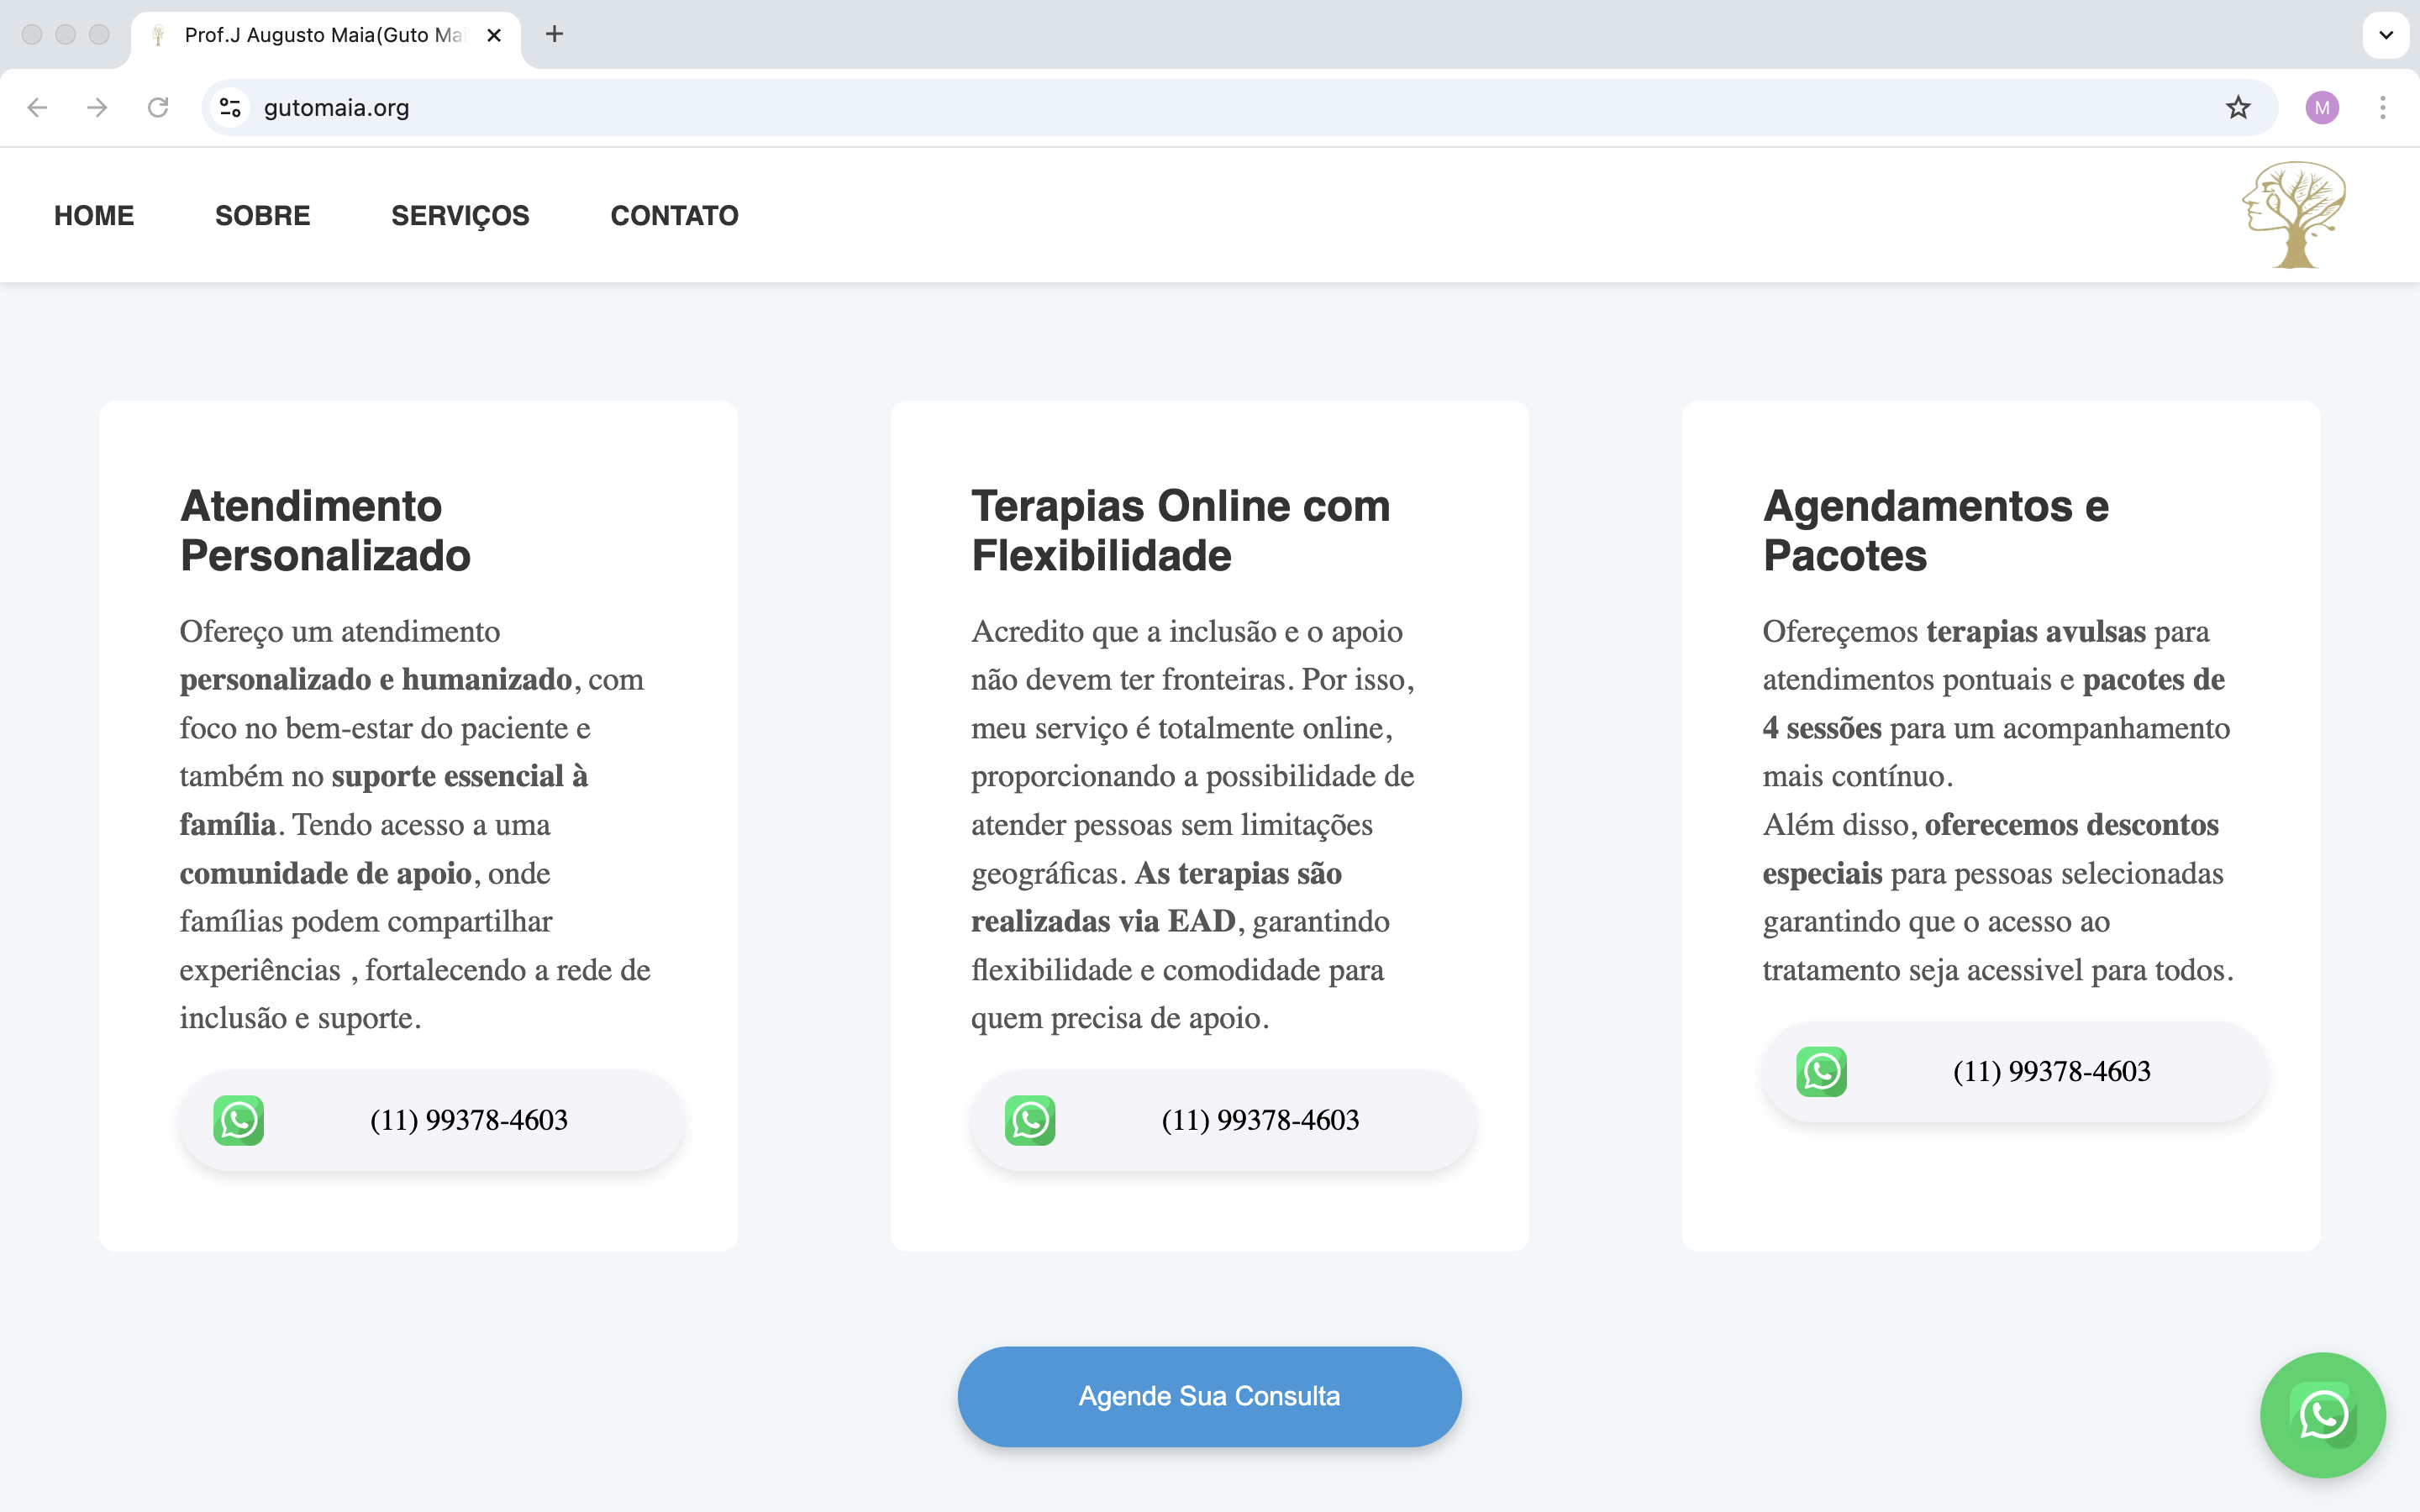 Prof.J Augusto Maia(Guto Mai
gutomaia.org
M
HOME
SOBRE
SERVIÇOS
CONTATO
Atendimento
Personalizado
Ofereço um atendimento
personalizado e humanizado, com
foco no bem-estar do paciente e
também no suporte essencial à
família. Tendo acesso a uma
comunidade de apoio, onde
famílias podem compartilhar
experiências , fortalecendo a rede de
inclusão e suporte.
(11) 99378-4603
Terapias Online com
Flexibilidade
Acredito que a inclusão e o apoio
não devem ter fronteiras. Por isso,
meu serviço é totalmente online,
proporcionando a possibilidade de
atender pessoas sem limitações
geográficas. As terapias são
realizadas via EAD, garantindo
flexibilidade e comodidade para
quem precisa de apoio.
(11) 99378-4603
Agendamentos e
Pacotes
Ofereçemos terapias avulsas para
atendimentos pontuais e pacotes de
4 sessões para um acompanhamento
mais contínuo.
Além disso, oferecemos descontos
especiais para pessoas selecionadas
garantindo que o acesso ao
tratamento seja acessivel para todos.
(11) 99378-4603
Agende Sua Consulta